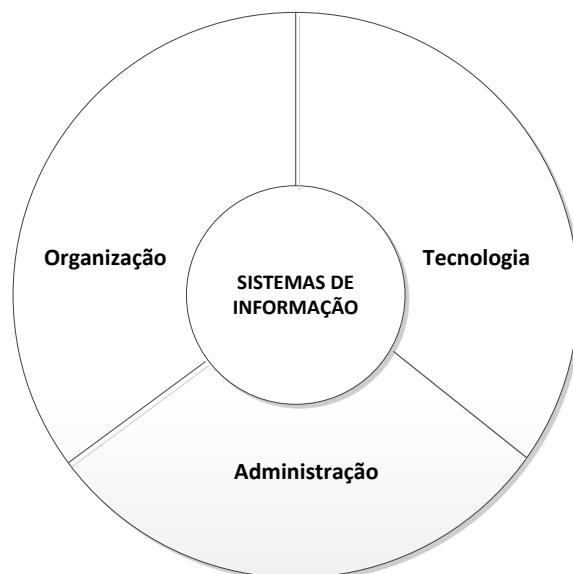 Organização
Tecnologia
SISTEMAS DE
INFORMAÇÃO
Administração